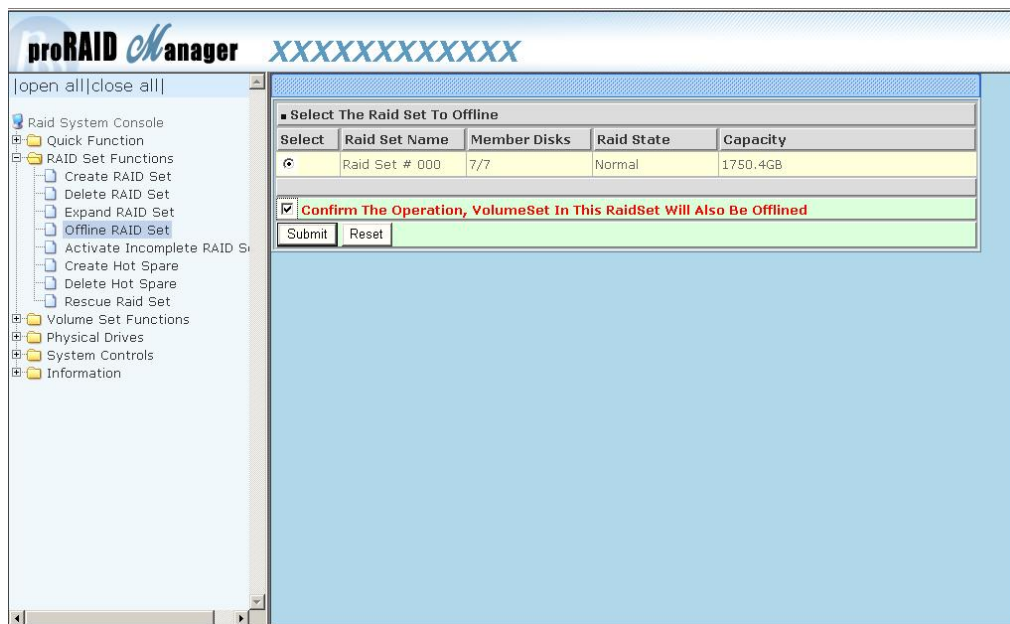 proRAID Manager XXXXXXXXXXXX
|open all|close all|
Raid System Console
Quick Function
RAID Set Functions
Create RAID Set
Delete RAID Set
Expand RAID Set
Offline RAID Set
Activate Incomplete RAID S
Create Hot Spare
Delete Hot Spare
Rescue Raid Set
Volume Set Functions
Physical Drives
System Controls
Information
Select The Raid Set To Offline
Select Raid Set Name Member Disks Raid State Capacity
Raid Set # 000 7/7 Normal 1750.4GB
Confirm The Operation, VolumeSet In This RaidSet Will Also Be Offlined
Submit Reset